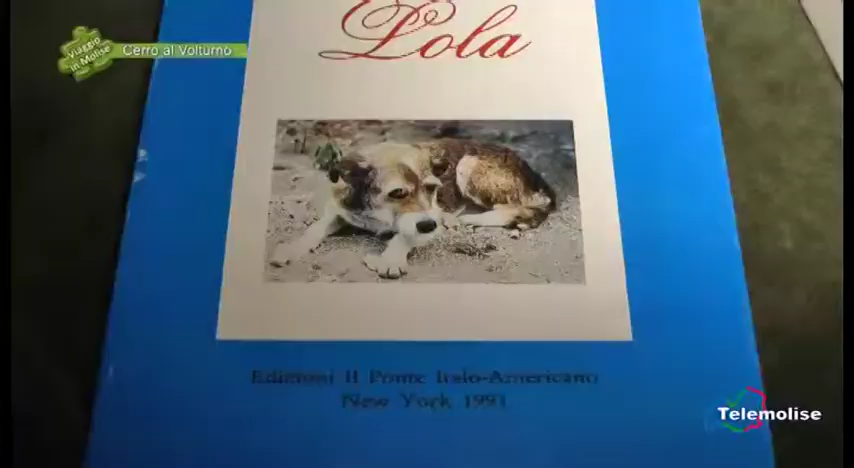 Viaggio
in Molise
Cerro al Volturno
Lola
Edizioni Il Ponte Italo-Americano
New York 1991
Telemolise